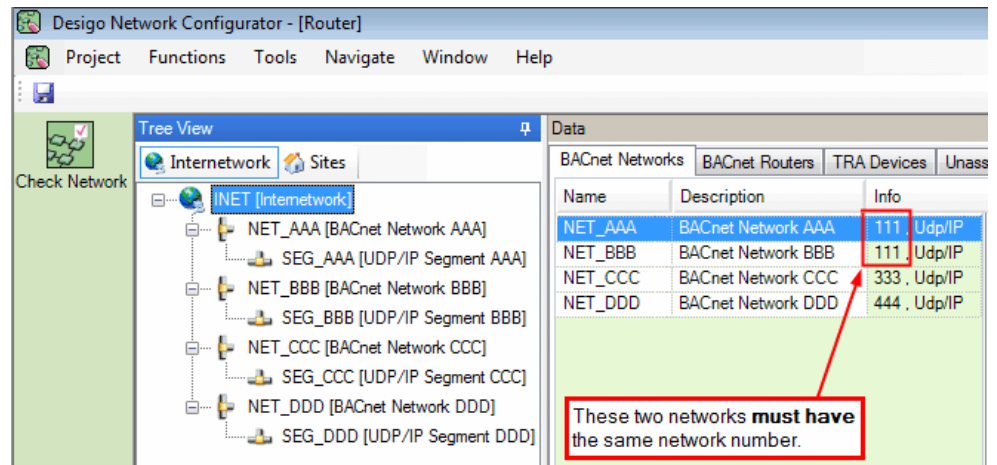 Desigo Network Configurator - [Router]
Project Functions Tools Navigate Window Help
Check Network
Tree View
Internetwork Sites
INET [Internetwork]
NET_AAA [BACnet Network AAA]
SEG_AAA [UDP/IP Segment AAA]
NET_BBB [BACnet Network BBB]
SEG_BBB [UDP/IP Segment BBB]
NET_CCC [BACnet Network CCC]
SEG_CCC [UDP/IP Segment CCC]
NET_DDD [BACnet Network DDD]
SEG_DDD [UDP/IP Segment DDD]
Data
BACnet Networks BACnet Routers TRA Devices Unass
Name Description Info
NET_AAA BACnet Network AAA 111 , Udp/IP
NET_BBB BACnet Network BBB 111 , Udp/IP
NET_CCC BACnet Network CCC 333 , Udp/IP
NET_DDD BACnet Network DDD 444 , Udp/IP
These two networks must have
the same network number.